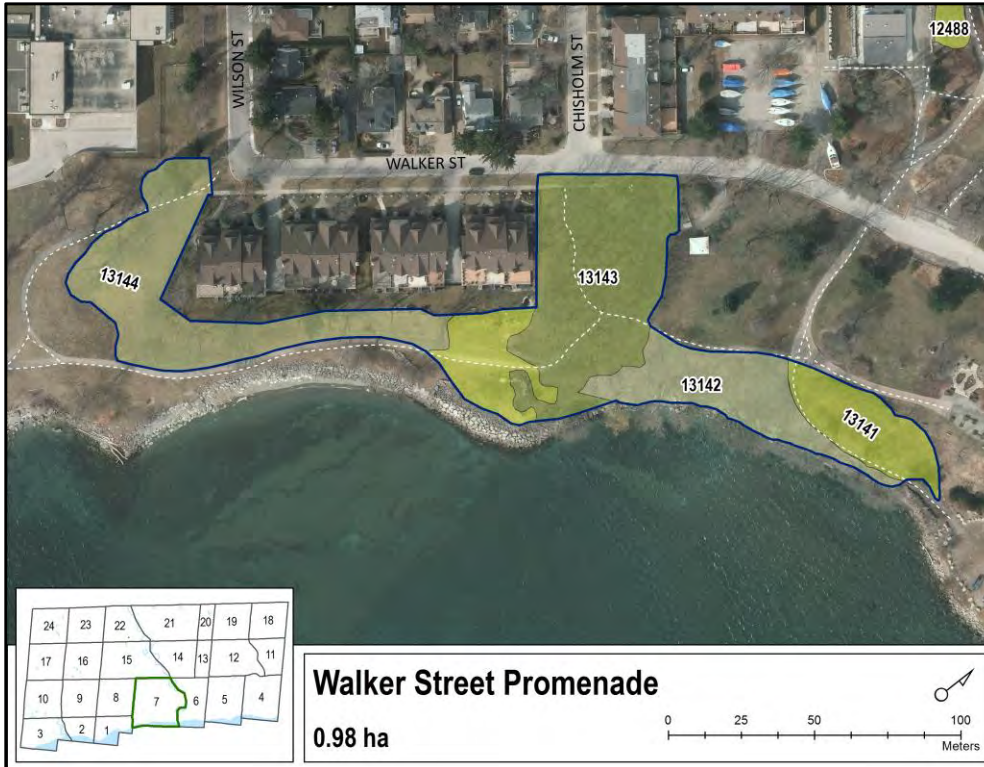 12488
WILSON ST
CHISHOLM ST
WALKER ST
13144
13143
13142
13141
24 23 22 21 20 19 18
17 16 15 14 13 12 11
10 9 8 7 6 5 4
3 2 1
Walker Street Promenade
0.98 ha
0 25 50 100
Meters